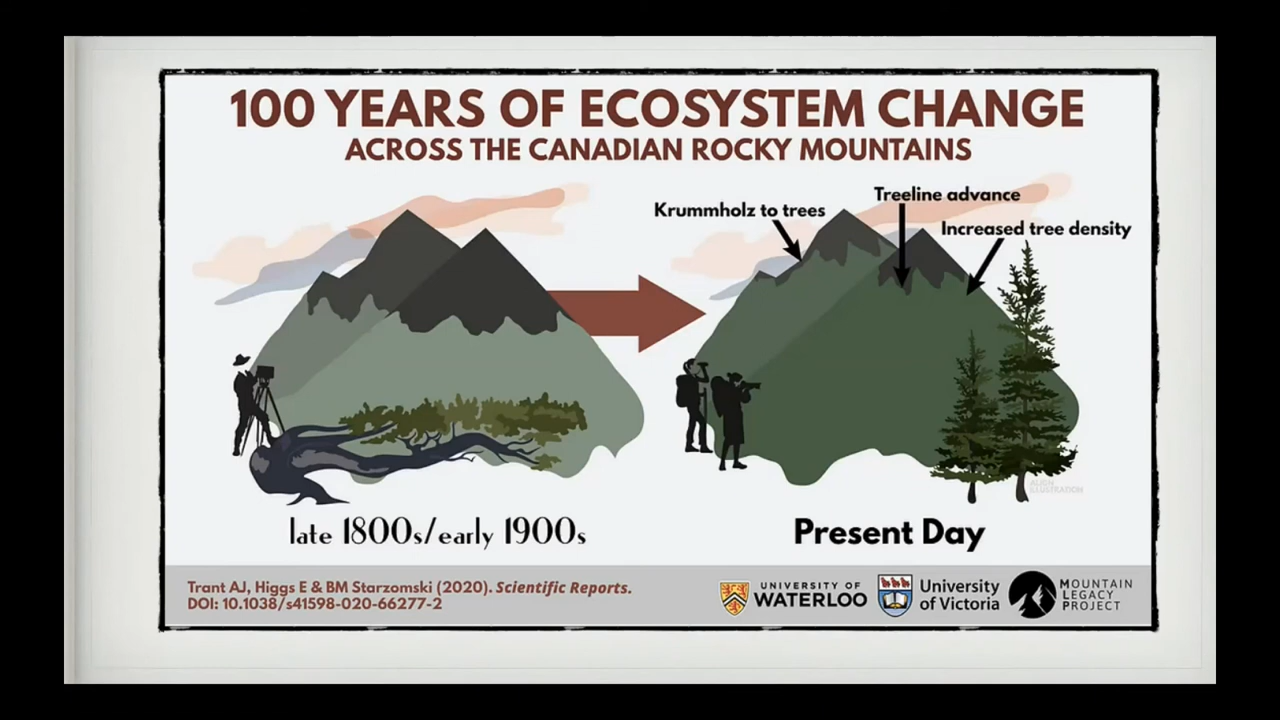 100 YEARS OF ECOSYSTEM CHANGE
ACROSS THE CANADIAN ROCKY MOUNTAINS
Krummholz to trees
Treeline advance
Increased tree density
ALIGN
ILLUSTRATION
late 1800s/early 1900s
Present Day
Trant AJ, Higgs E & BM Starzomski (2020). Scientific Reports.
DOI: 10.1038/s41598-020-66277-2
UNIVERSITY OF
WATERLOO
University
of Victoria
MOUNTAIN
LEGACY
PROJECT